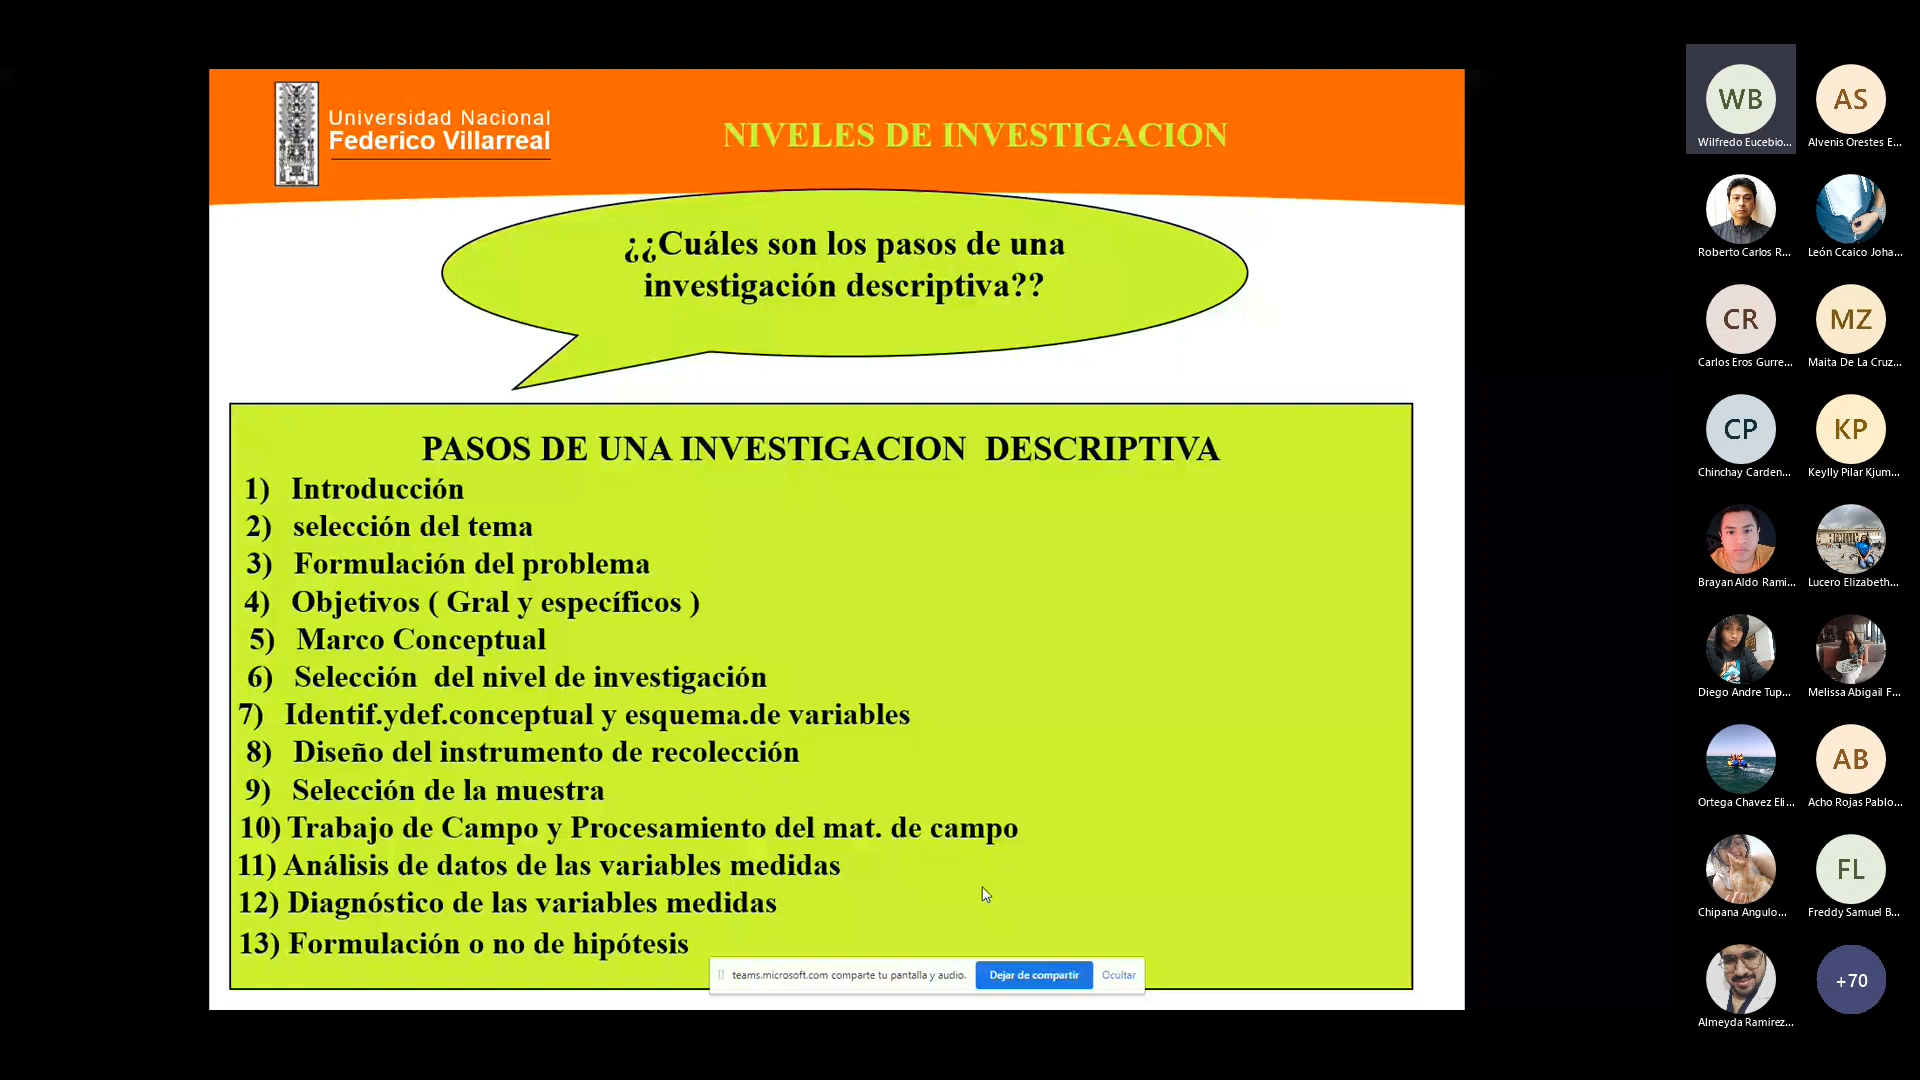 Universidad Nacional
Federico Villarreal
NIVELES DE INVESTIGACION
¿¿Cuáles son los pasos de una
investigación descriptiva??
PASOS DE UNA INVESTIGACION DESCRIPTIVA
1) Introducción
2) selección del tema
3) Formulación del problema
4) Objetivos ( Gral y específicos )
5) Marco Conceptual
6) Selección del nivel de investigación
7) Identif.ydef.conceptual y esquema.de variables
8) Diseño del instrumento de recolección
9) Selección de la muestra
10) Trabajo de Campo y Procesamiento del mat. de campo
11) Análisis de datos de las variables medidas
12) Diagnóstico de las variables medidas
13) Formulación o no de hipótesis
teams.microsoft.com comparte tu pantalla y audio. Dejar de compartir Ocultar
WB AS
Wilfredo Eucebio... Alvenis Orestes E...
Roberto Carlos R... León Ccaico Joha...
CR MZ
Carlos Eros Gurre... Maita De La Cruz...
CP KP
Chinchay Carden... Keylly Pilar Kjum...
Brayan Aldo Rami... Lucero Elizabeth...
Diego Andre Tup... Melissa Abigail F...
AB
Ortega Chavez Eli... Acho Rojas Pablo...
FL
Chipana Angulo... Freddy Samuel B...
+70
Almeyda Ramirez...